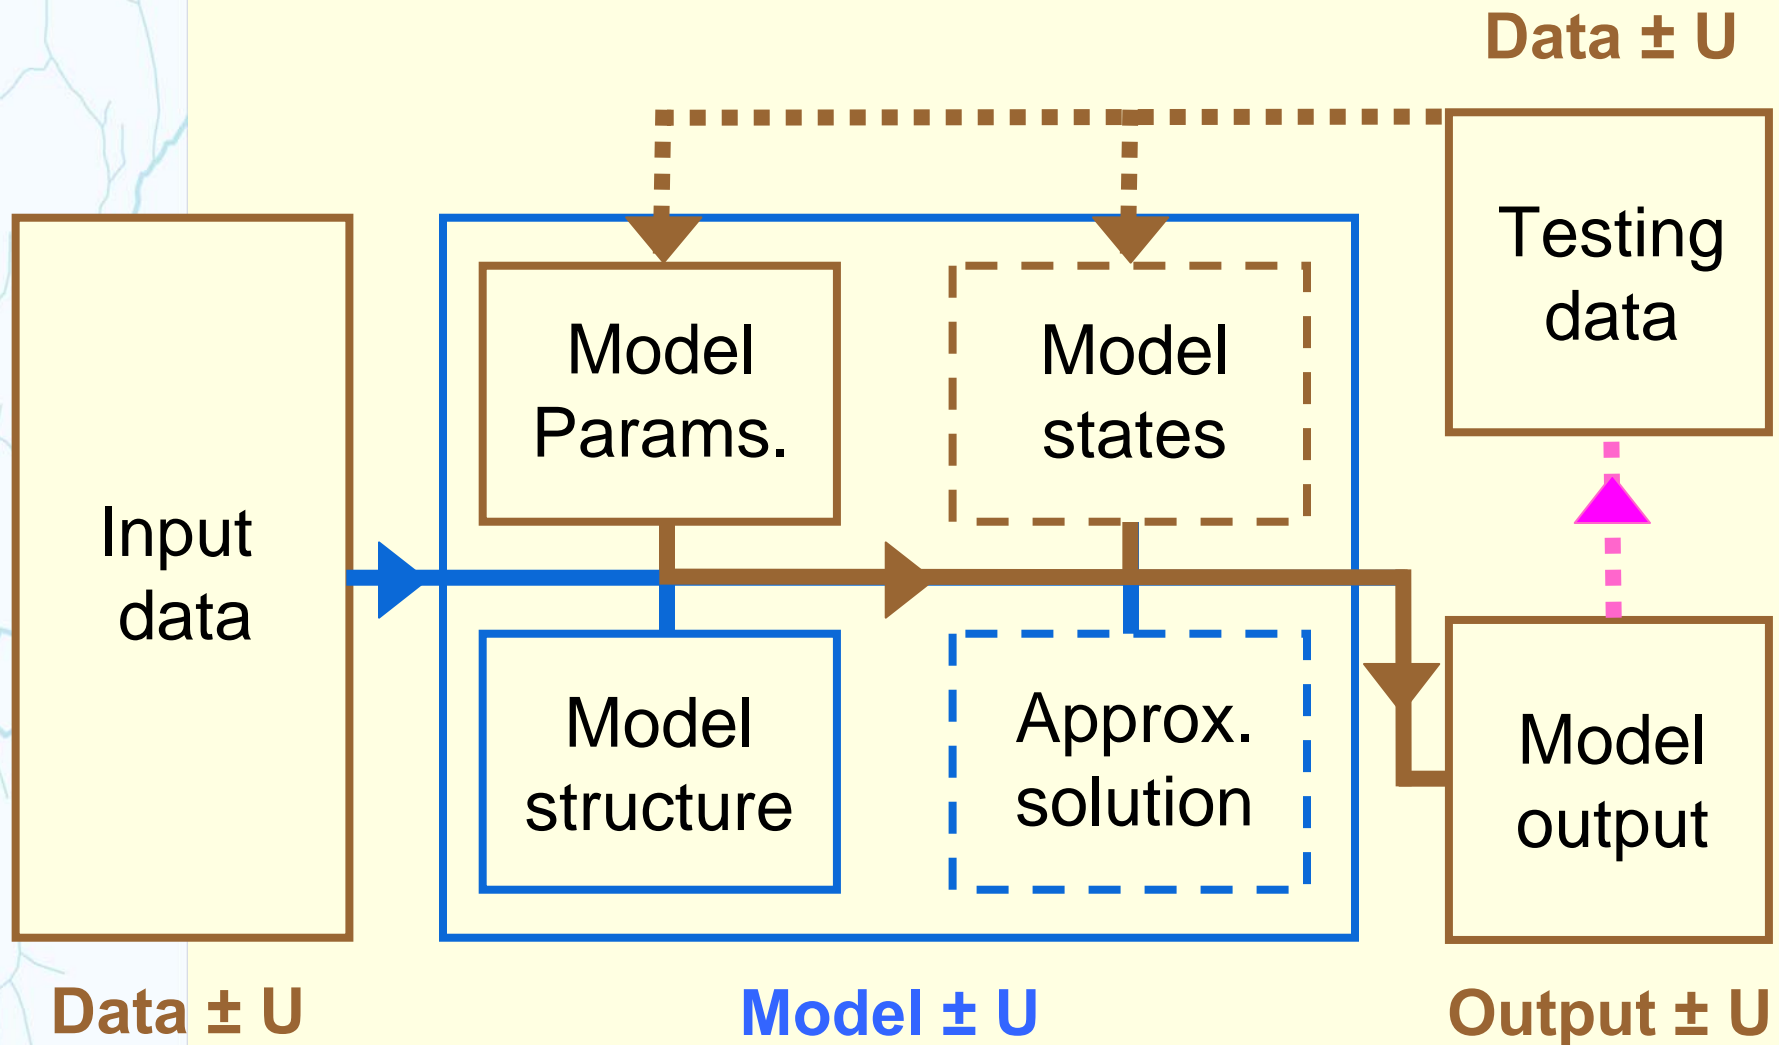 Data ± U
Testing
data
Model
Params.
Model
states
Input
data
Model
structure
Approx.
solution
Model
output
Data ± U
Model ± U
Output ± U